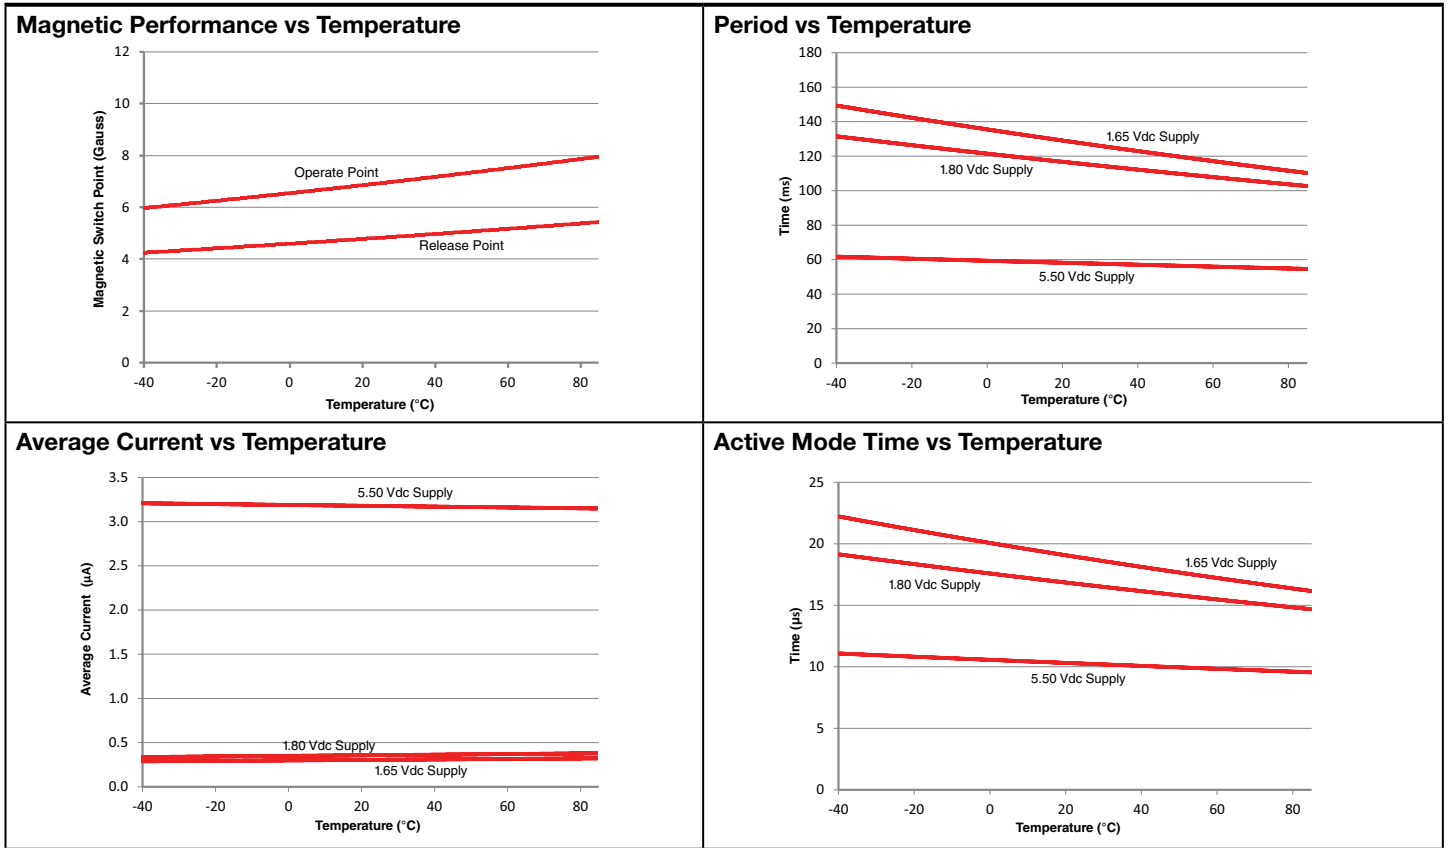 Magnetic Performance vs Temperature
12
10
8
6
4
2
0
Magnetic Switch Point (Gauss)
Operate Point
Release Point
-40 -20 0 20 40 60 80
Temperature (°C)
Period vs Temperature
180
160
140
120
100
80
60
40
20
0
Time (ms)
1.65 Vdc Supply
1.80 Vdc Supply
5.50 Vdc Supply
-40 -20 0 20 40 60 80
Temperature (°C)
Average Current vs Temperature
3.5
3.0
2.5
2.0
1.5
1.0
0.5
0.0
Average Current (µA)
5.50 Vdc Supply
1.80 Vdc Supply
1.65 Vdc Supply
-40 -20 0 20 40 60 80
Temperature (°C)
Active Mode Time vs Temperature
25
20
15
10
5
0
Time (µs)
1.65 Vdc Supply
1.80 Vdc Supply
5.50 Vdc Supply
-40 -20 0 20 40 60 80
Temperature (°C)